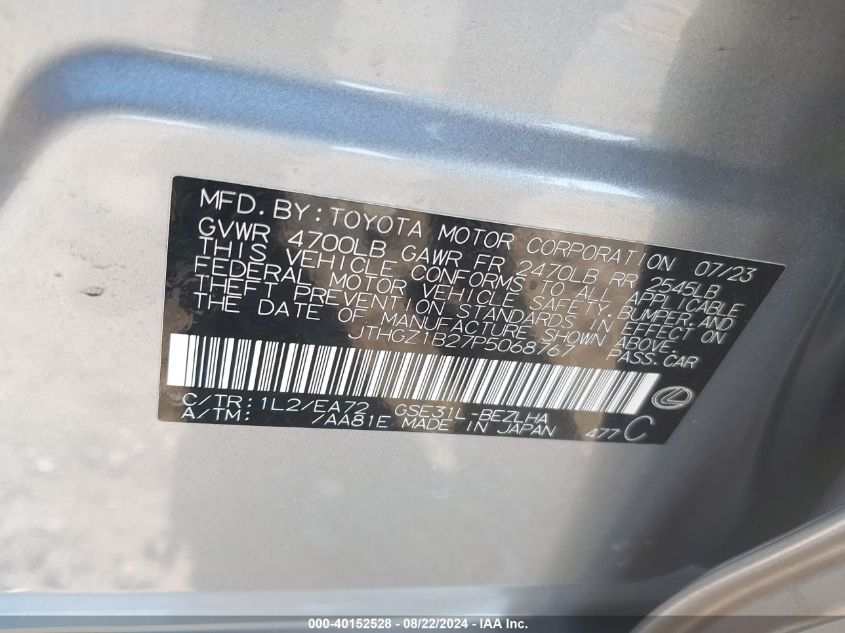 MFD.BY:TOYOTA MOTOR CORPORATION 07/23
GVWR 4700LB GAWR FR 2470LB RR 2545LB
THIS VEHICLE CONFORMS TO ALL APPLICABLE
FEDERAL MOTOR VEHICLE SAFETY,BUMPER,AND
THEFT PREVENTION STANDARDS IN EFFECT ON
THE DATE OF MANUFACTURE SHOWN ABOVE.
JTHGZ1B27P5068767 PASS.CAR
C/TR:1L2/EA72 GSE31L-BEZLHA
A/TM: /AA81E MADE IN JAPAN 477 C
000-40152528 - 08/22/2024 - IAA Inc.